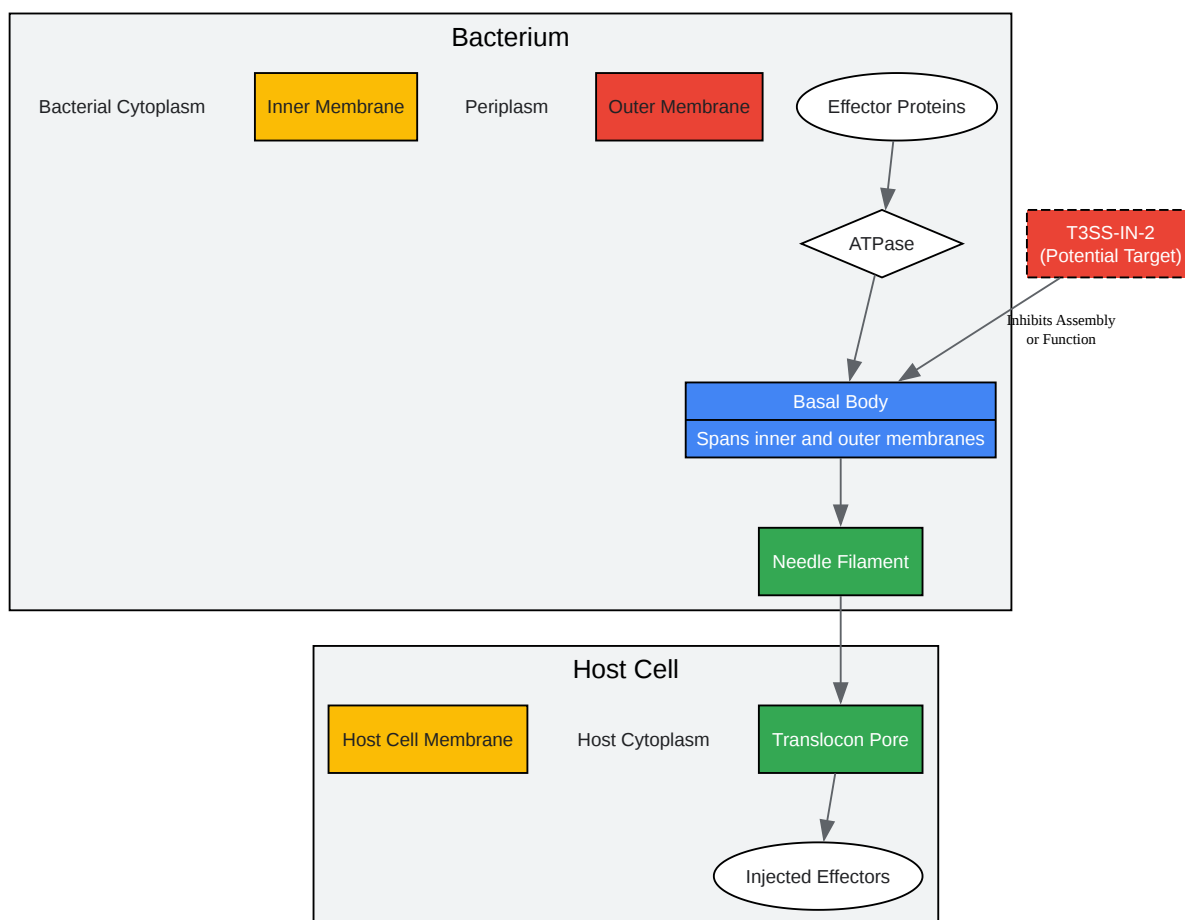 Bacterium
Bacterial Cytoplasm
Inner Membrane
Periplasm
Outer Membrane
Effector Proteins
ATPase
T3SS-IN-2
(Potential Target)
Inhibits Assembly
or Function
Basal Body
Spans inner and outer membranes
Needle Filament
Host Cell
Host Cell Membrane
Host Cytoplasm
Translocon Pore
Injected Effectors